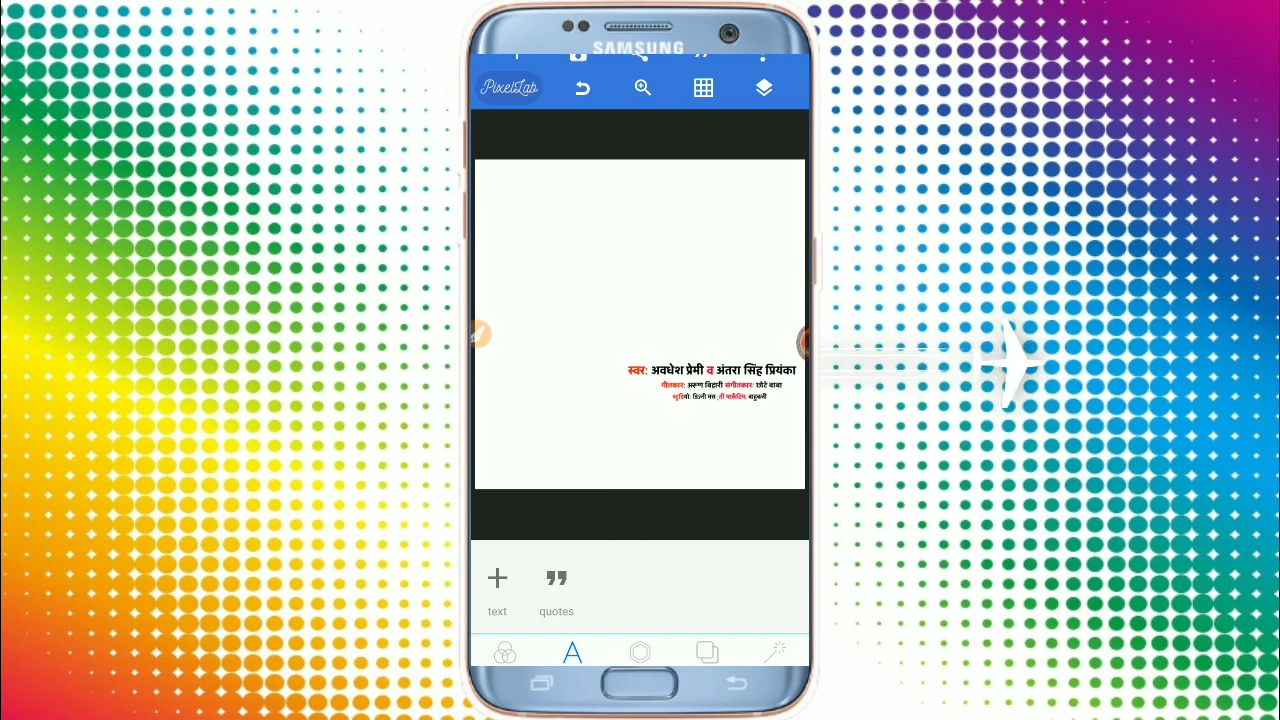 SAMSUNG
PixelLab
स्वर: अवधेश प्रेमी व अंतरा सिंह प्रियंका
गीतकार: अरूण बिहारी संगीतकार: छोटे बाबा
text
quotes